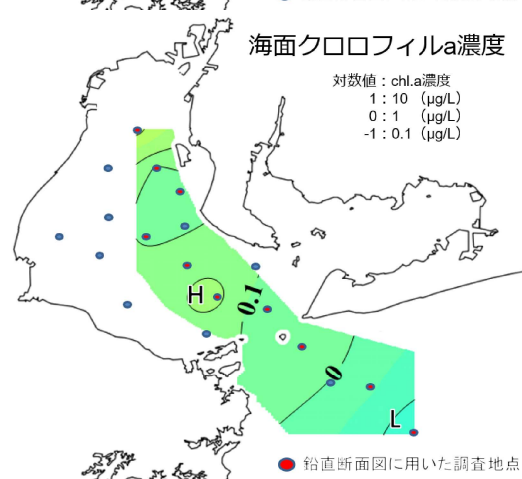 海面クロロフィルa濃度
対数値：chl.a濃度
1：10 （μg/L）
0：1 （μg/L）
-1：0.1 （μg/L）
H
0.1
0
L
鉛直断面図に用いた調査地点